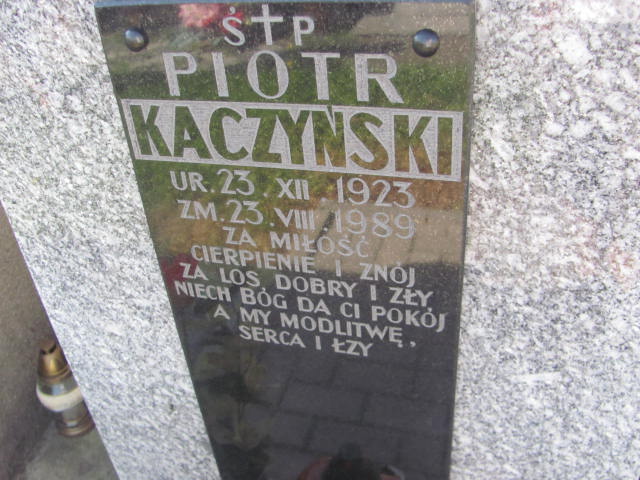 Ś P
PIOTR
KACZYŃSKI
UR. 23. XII 1923
ZM. 23. VIII 1989
ZA MIŁOŚĆ
CIERPIENIE I ZNÓJ
ZA LOS DOBRY I ZŁY
NIECH BÓG DA CI POKÓJ
A MY MODLITWĘ,
SERCA I ŁZY